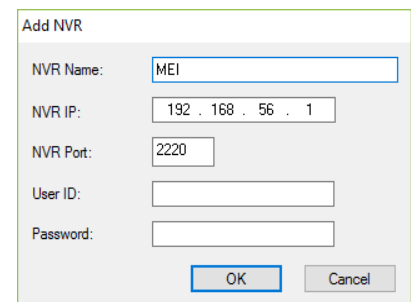 Add NVR
NVR Name: MEI
NVR IP: 192 . 168 . 56 . 1
NVR Port: 2220
User ID:
Password:
OK Cancel